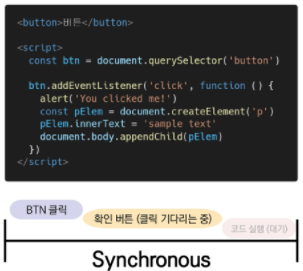 <button>버튼</button>
<script>
const btn = document.querySelector('button')
btn.addEventListener('click', function () {
alert('You clicked me!')
const pElem = document.createElement('p')
pElem.innerText = 'sample text'
document.body.appendChild(pElem)
})
</script>
BTN 클릭
확인 버튼 (클릭 기다리는 중)
코드 실행 (대기)
Synchronous